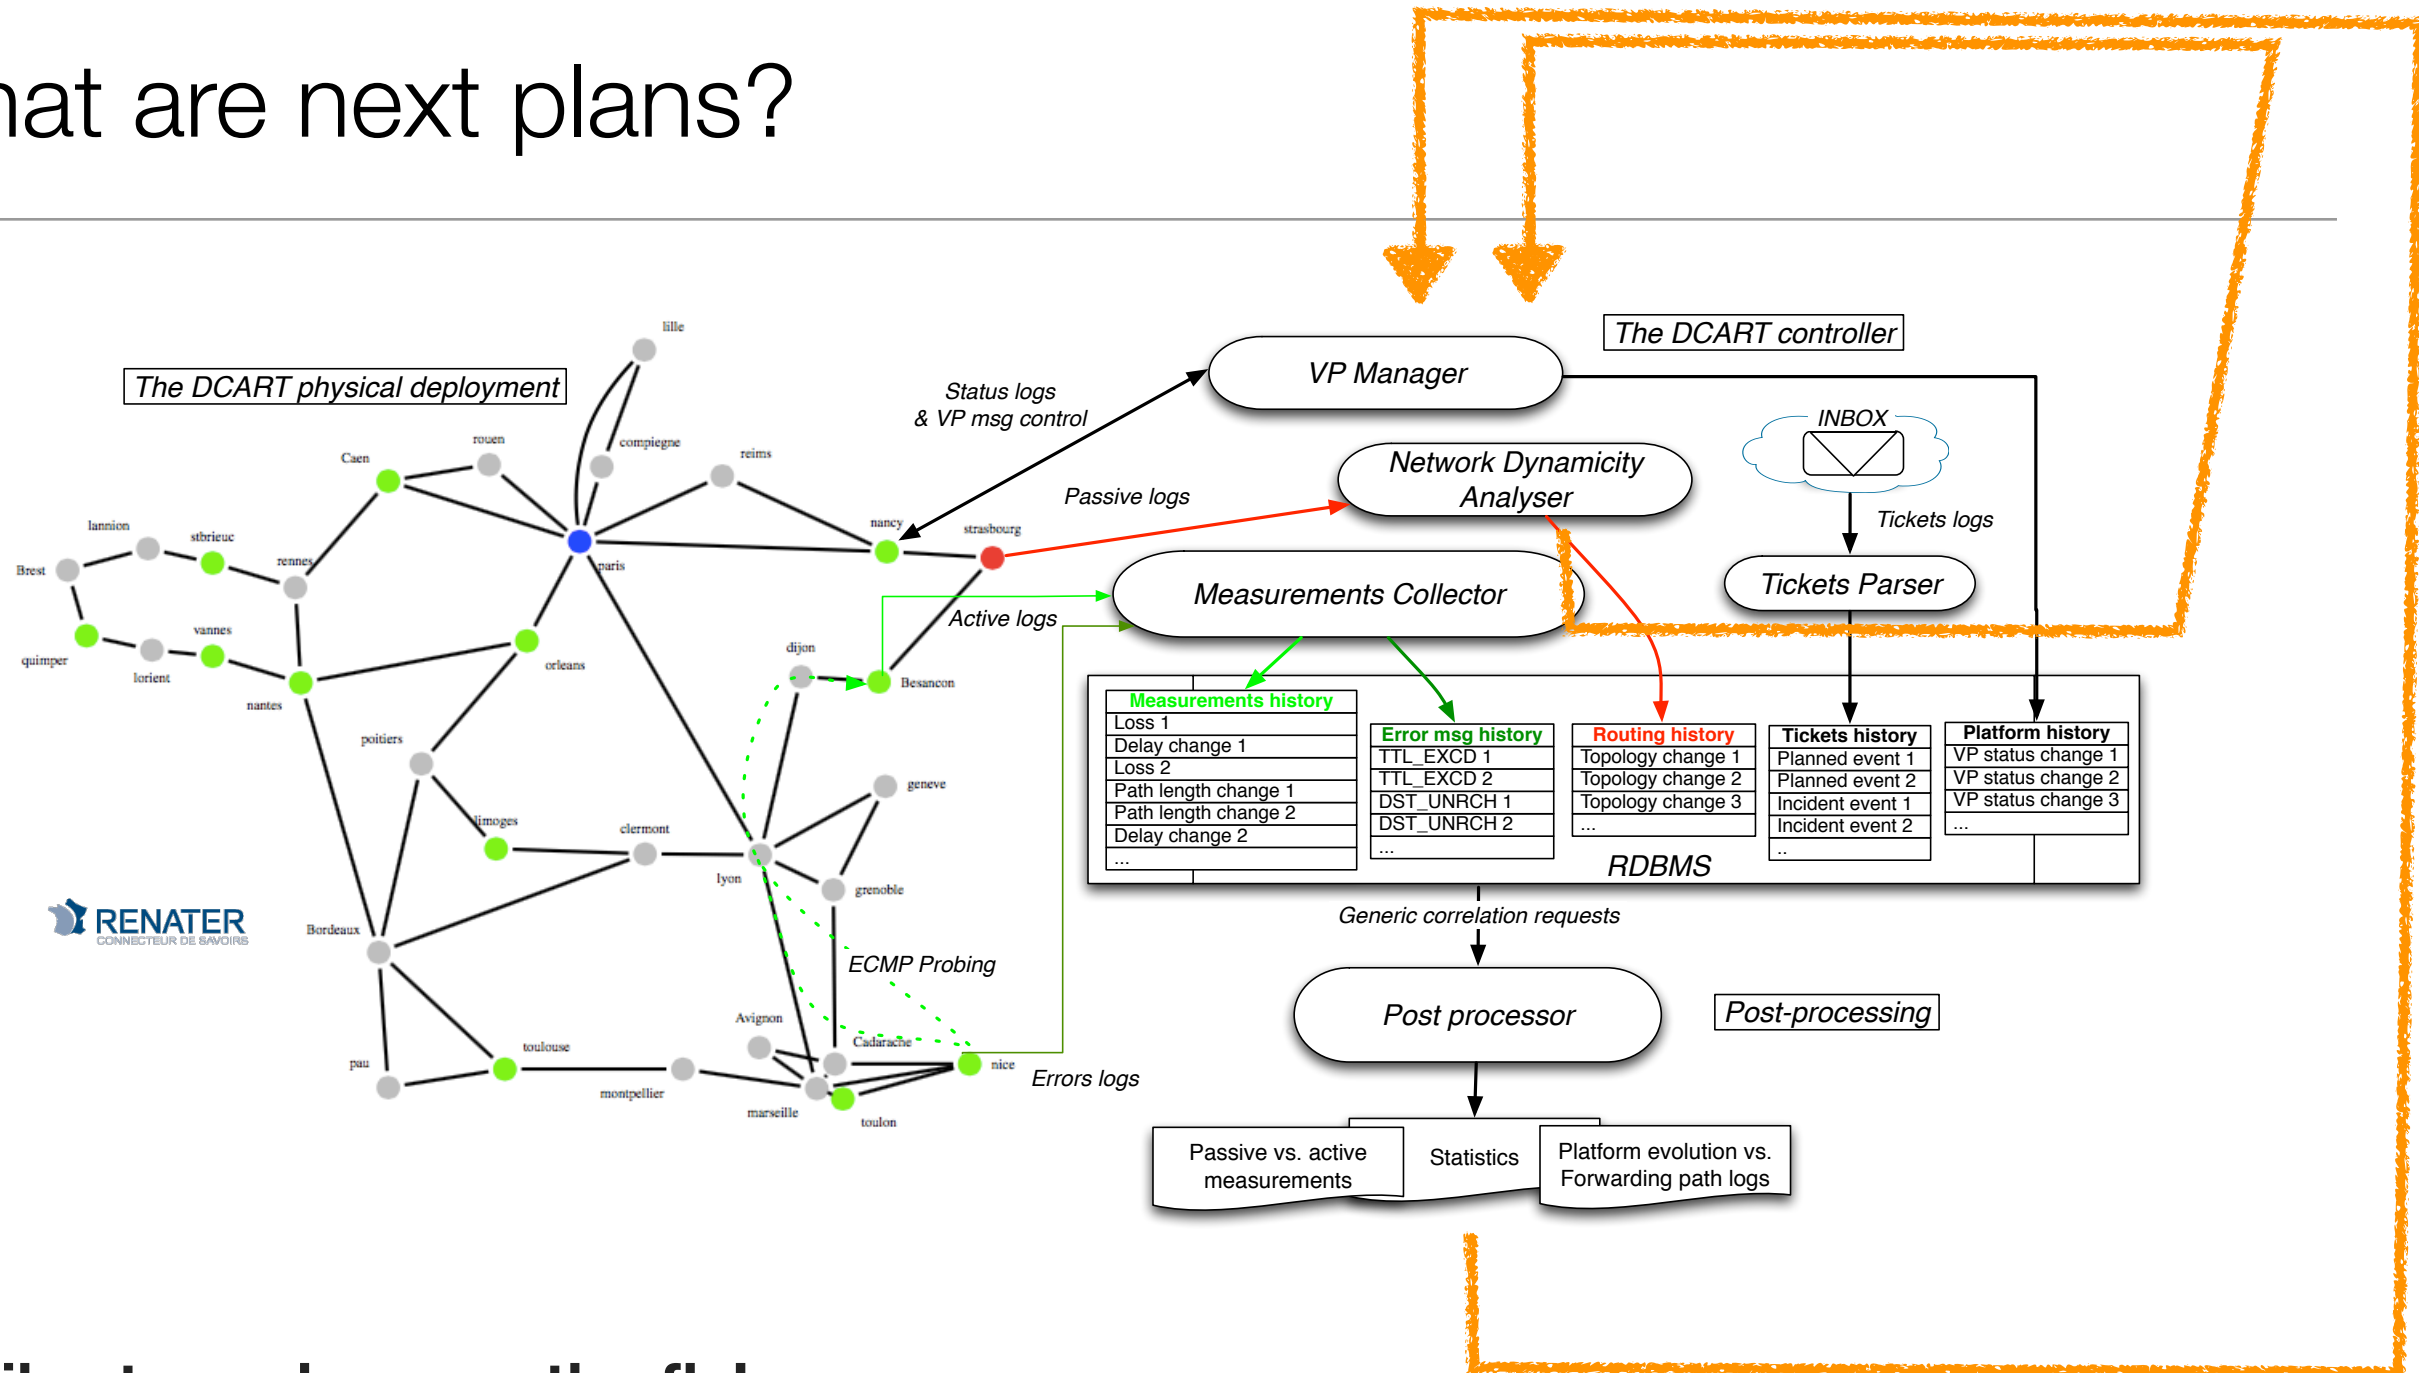 hat are next plans?
The DCART physical deployment
The DCART controller
lille
rouen
compiegne
Caen
reims
lannion
stbrieuc
nancy
strasbourg
Brest
rennes
paris
quimper
vannes
lorient
nantes
orleans
dijon
Besancon
poitiers
limoges
clermont
geneve
lyon
grenoble
Bordeaux
Avignon
Cadarache
nice
pau
toulouse
montpellier
marseille
toulon
RENATER
CONNECTEUR DE SAVOIRS
ECMP Probing
Status logs
& VP msg control
Passive logs
Active logs
Errors logs
VP Manager
Network Dynamicity
Analyser
INBOX
Tickets logs
Measurements Collector
Tickets Parser
Measurements history
Loss 1
Delay change 1
Loss 2
Path length change 1
Path length change 2
Delay change 2
...
Error msg history
TTL_EXCD 1
TTL_EXCD 2
DST_UNRCH 1
DST_UNRCH 2
...
Routing history
Topology change 1
Topology change 2
Topology change 3
...
Tickets history
Planned event 1
Planned event 2
Incident event 1
Incident event 2
..
Platform history
VP status change 1
VP status change 2
VP status change 3
...
RDBMS
Generic correlation requests
Post processor
Post-processing
Passive vs. active
measurements
Statistics
Platform evolution vs.
Forwarding path logs